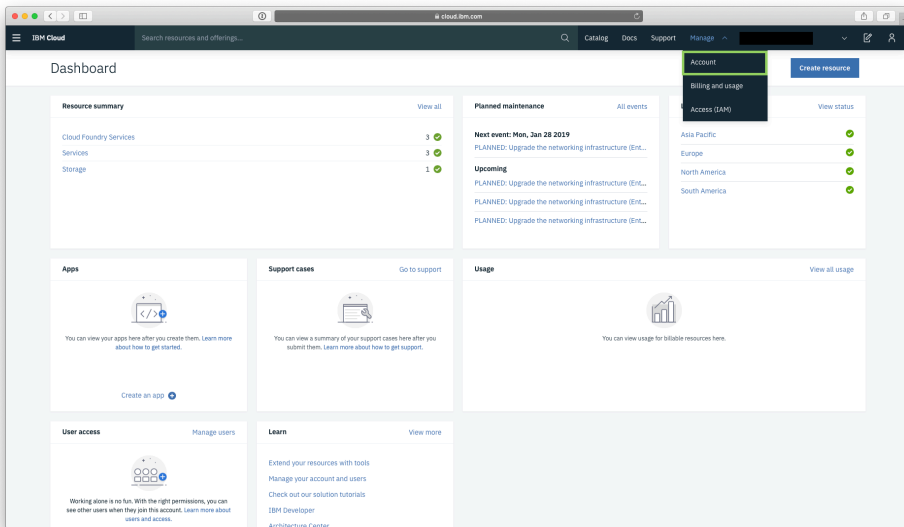 cloud.ibm.com
IBM Cloud
Search resources and offerings...
Catalog
Docs
Support
Manage
Account
Billing and usage
Access (IAM)
Dashboard
Create resource
Resource summary
View all
Cloud Foundry Services
3
Services
3
Storage
1
Planned maintenance
All events
Next event: Mon, Jan 28 2019
PLANNED: Upgrade the networking infrastructure (Ent...
Upcoming
PLANNED: Upgrade the networking infrastructure (Ent...
PLANNED: Upgrade the networking infrastructure (Ent...
PLANNED: Upgrade the networking infrastructure (Ent...
View status
Asia Pacific
Europe
North America
South America
Apps
You can view your apps here after you create them. Learn more
about how to get started.
Create an app
Support cases
Go to support
You can view a summary of your support cases here after you
submit them. Learn more about how to get support.
Usage
View all usage
You can view usage for billable resources here.
User access
Manage users
Working alone is no fun. With the right permissions, you can
see other users when they join this account. Learn more about
users and access.
Learn
View more
Extend your resources with tools
Manage your account and users
Check out our solution tutorials
IBM Developer
Architecture Center